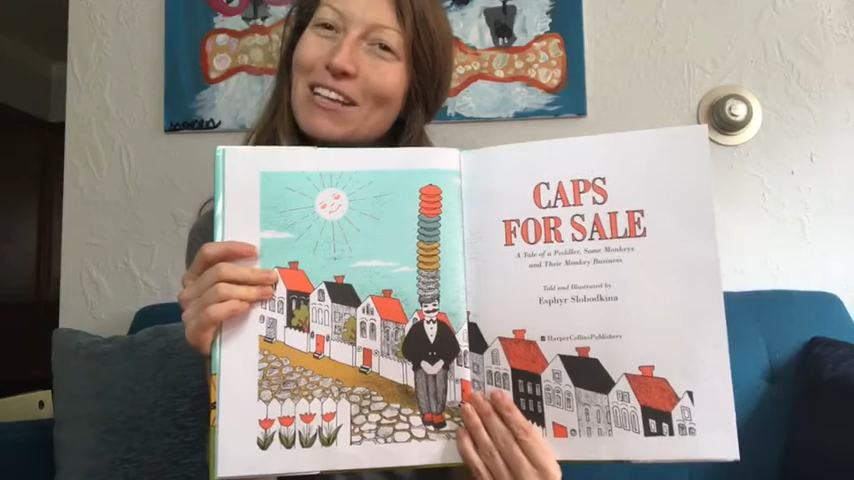 CAPS
FOR SALE
A Tale of a Peddler, Some Monkeys
and Their Monkey Business
Told and Illustrated by
Esphyr Slobodkina
HarperCollinsPublishers